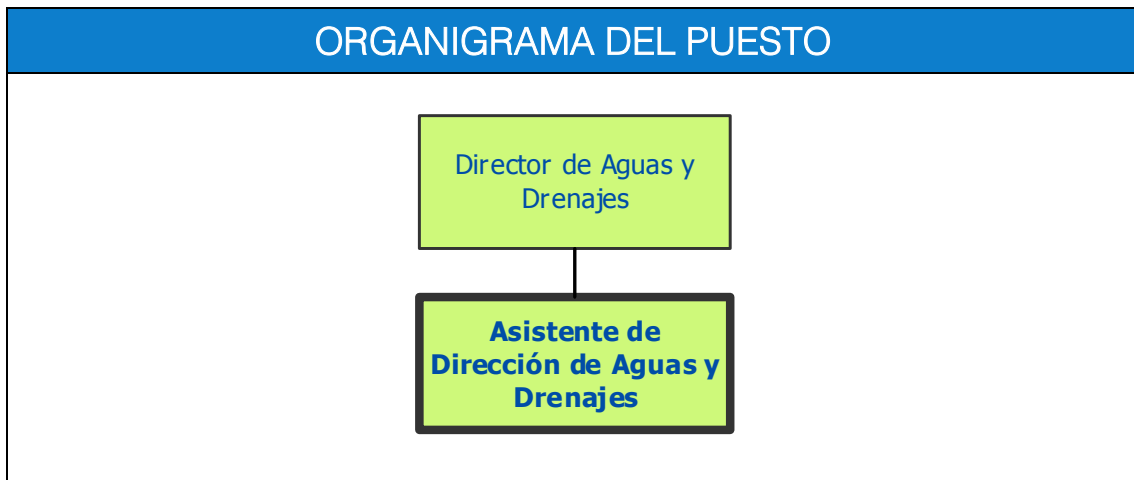 ORGANIGRAMA DEL PUESTO
Director de Aguas y
Drenajes
Asistente de
Dirección de Aguas y
Drenajes